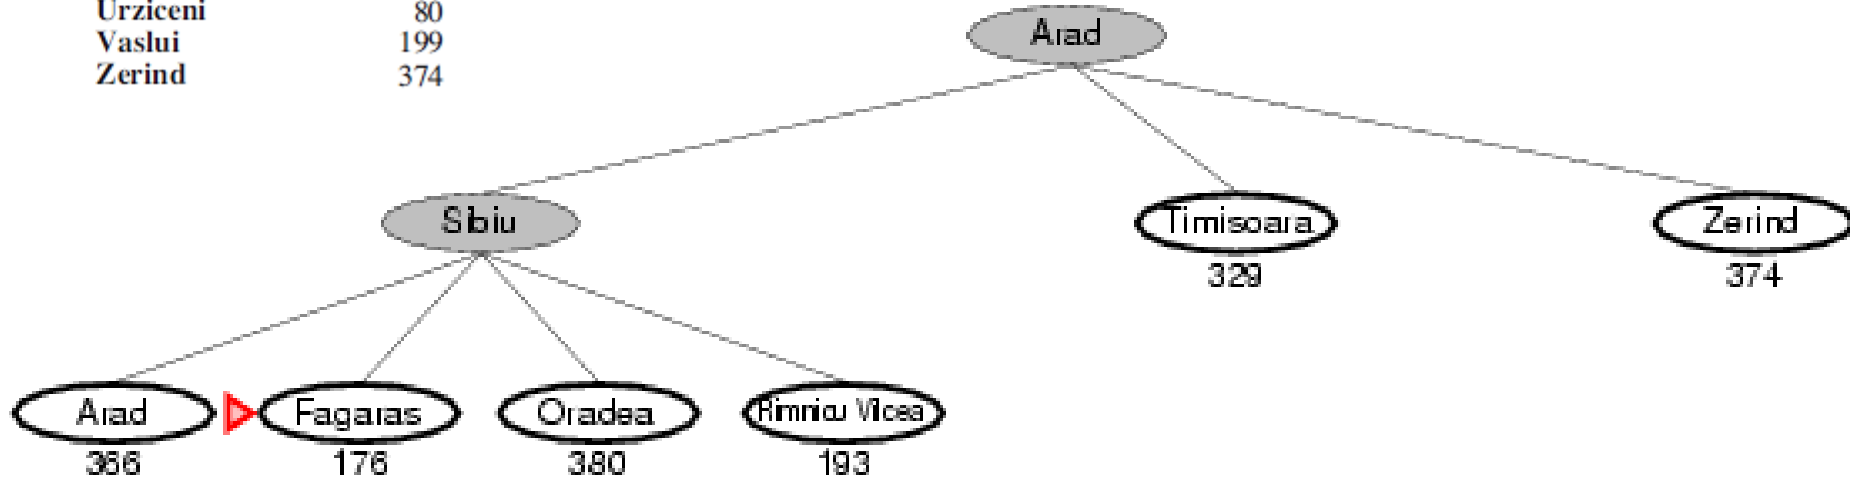 Urziceni 80
Vaslui 199
Zerind 374
Arad
Sibiu
Timisoara
Zerind
329
374
Arad
Fagaras
Oradea
Rimnicu Vilcea
366
176
380
193